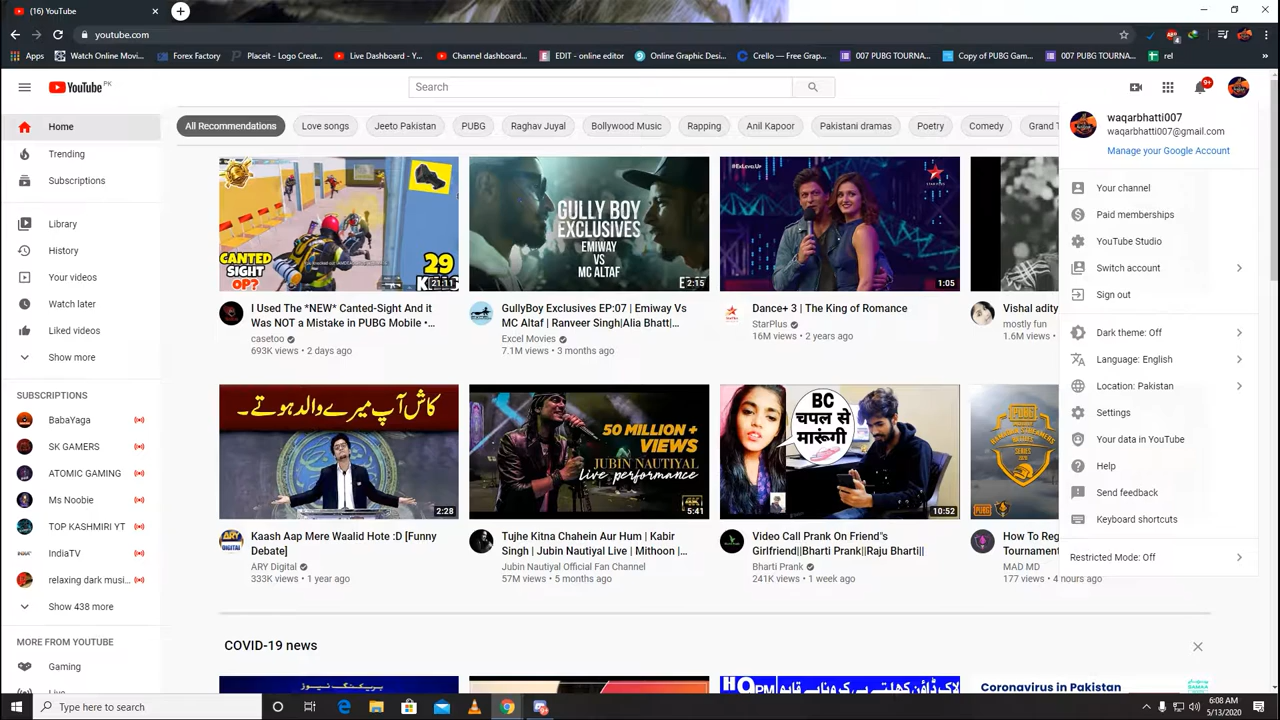 (16) YouTube
youtube.com
Apps
Watch Online Movi...
Forex Factory
Placeit - Logo Creat...
Live Dashboard - Y...
Channel dashboard...
EDIT - online editor
Online Graphic Desi...
Crello — Free Grap...
007 PUBG TOURNA...
Copy of PUBG Gam...
007 PUBG TOURNA...
rel
YouTube PK
Search
9+
Home
Trending
Subscriptions
Library
History
Your videos
Watch later
Liked videos
Show more
SUBSCRIPTIONS
BabaYaga
SK GAMERS
ATOMIC GAMING
Ms Noobie
TOP KASHMIRI YT
IndiaTV
relaxing dark musi...
Show 438 more
MORE FROM YOUTUBE
Gaming
Live
All Recommendations
Love songs
Jeeto Pakistan
PUBG
Raghav Juyal
Bollywood Music
Rapping
Anil Kapoor
Pakistani dramas
Poetry
Comedy
Grand T
CANTED
SIGHT
OP?
29
21:11
I Used The *NEW* Canted-Sight And it
Was NOT a Mistake in PUBG Mobile •...
casetoo
693K views • 2 days ago
GULLY BOY
EXCLUSIVES
EMIWAY
VS
MC ALTAF
2:15
GullyBoy Exclusives EP:07 | Emiway Vs
MC Altaf | Ranveer Singh|Alia Bhatt|...
Excel Movies
7.1M views • 3 months ago
#ExLevelUp
STAR PLUS
1:05
Dance+ 3 | The King of Romance
StarPlus
16M views • 2 years ago
Vishal adity
mostly fun
1.6M views •
کاش آپ میرے والد ہوتے ۔
2:28
Kaash Aap Mere Waalid Hote :D [Funny
Debate]
ARY Digital
333K views • 1 year ago
50 MILLION +
VIEWS
JUBIN NAUTIYAL
live performance
4K
5:41
Tujhe Kitna Chahein Aur Hum | Kabir
Singh | Jubin Nautiyal Live | Mithoon |...
Jubin Nautiyal Official Fan Channel
57M views • 5 months ago
BC
चपल से
मारूंगी
10:52
Video Call Prank On Friend"s
Girlfriend||Bharti Prank||Raju Bharti||
Bharti Prank
241K views • 1 week ago
PUBG
How To Reg
Tournament
MAD MD
177 views • 4 hours ago
COVID-19 news
Coronavirus in Pakistan
SAMAA
waqarbhatti007
waqarbhatti007@gmail.com
Manage your Google Account
Your channel
Paid memberships
YouTube Studio
Switch account
Sign out
Dark theme: Off
Language: English
Location: Pakistan
Settings
Your data in YouTube
Help
Send feedback
Keyboard shortcuts
Restricted Mode: Off
Type here to search
6:08 AM
5/13/2020